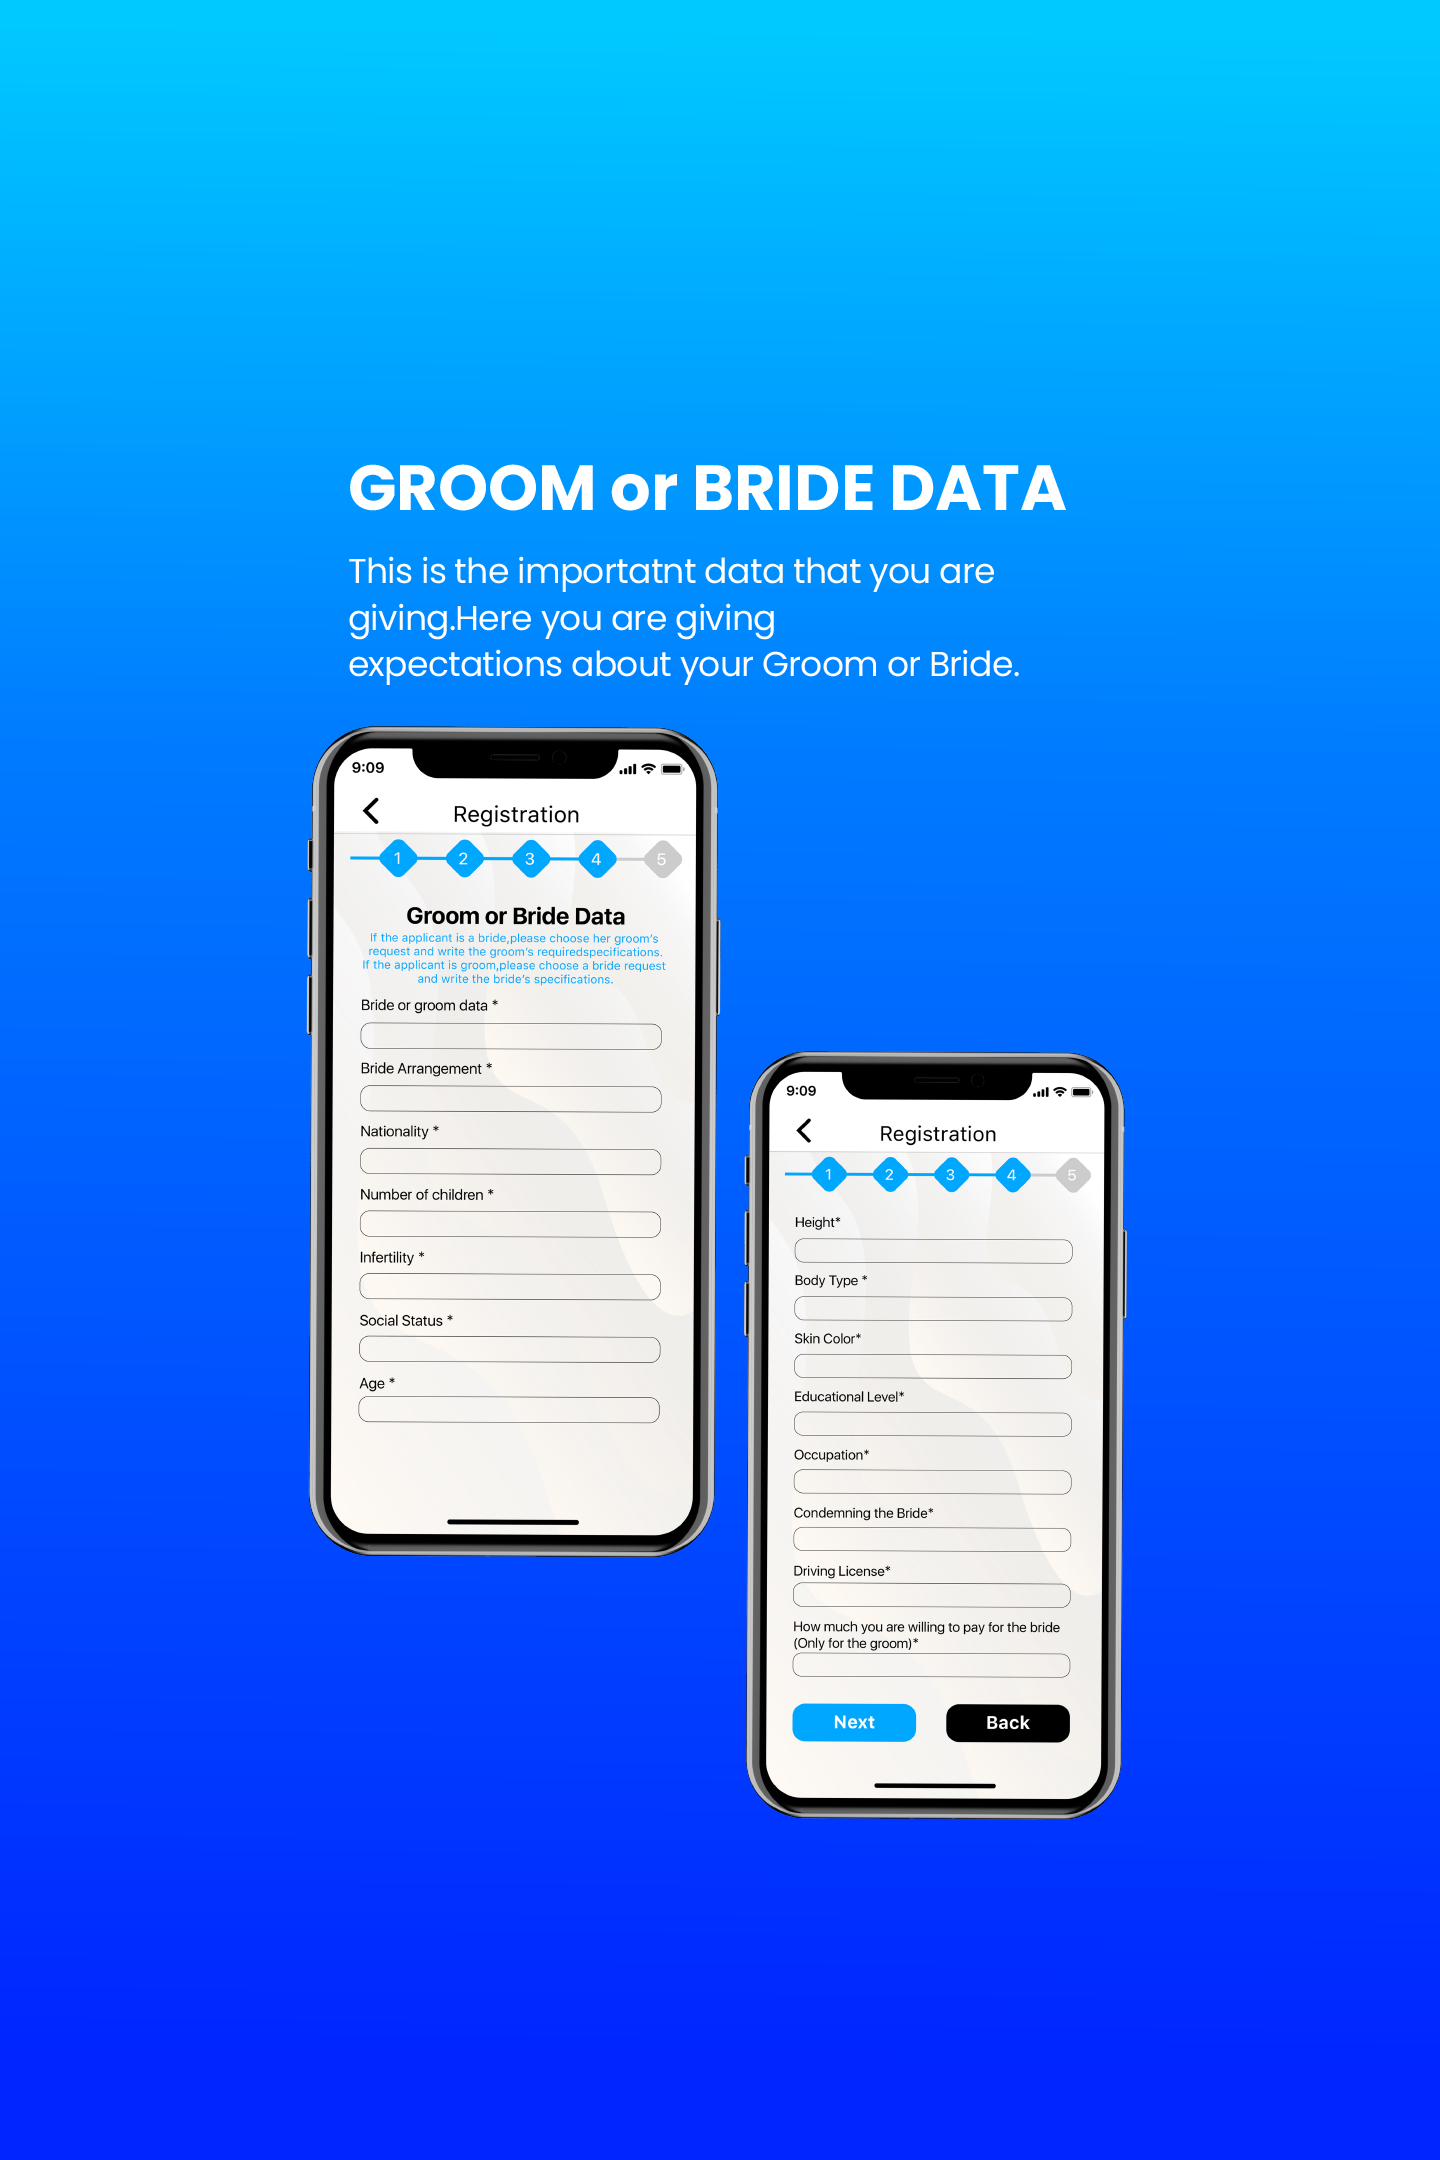 GROOM or BRIDE DATA
This is the importatnt data that you are
giving.Here you are giving
expectations about your Groom or Bride.
9:09
Registration
1 2 3 4 5
Groom or Bride Data
If the applicant is a bride,please choose her groom's
request and write the groom's requiredspecifications.
If the applicant is groom,please choose a bride request
and write the bride's specifications.
Bride or groom data *
Bride Arrangement *
Nationality *
Number of children *
Infertility *
Social Status *
Age *
9:09
Registration
1 2 3 4 5
Height*
Body Type *
Skin Color*
Educational Level*
Occupation*
Condemning the Bride*
Driving License*
How much you are willing to pay for the bride
(Only for the groom)*
Next Back